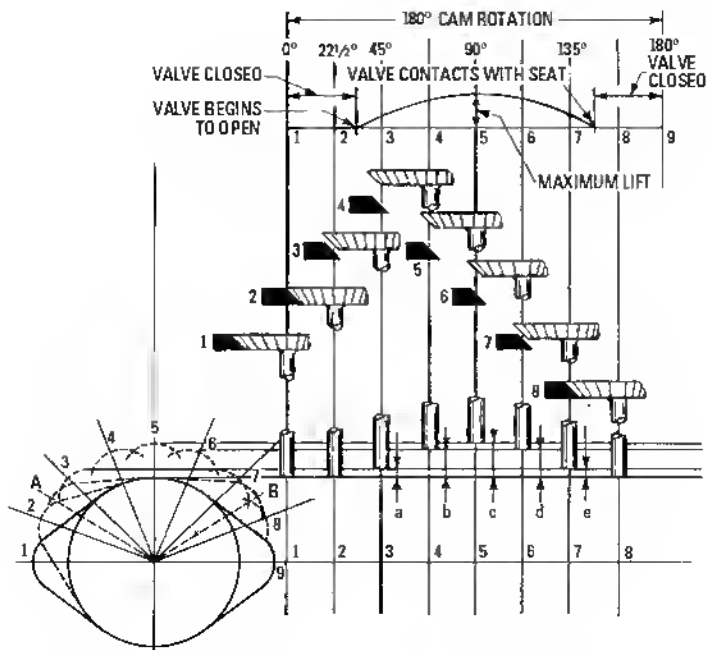 180° CAM ROTATION
0° 22½° 45° 90° 135° 180°
VALVE CLOSED
VALVE CONTACTS WITH SEAT
VALVE
CLOSED
VALVE BEGINS
TO OPEN
1 2 3 4 5 6 7 8 9
MAXIMUM LIFT
4
3
5
2
6
1
7
8
5
4
6
3
A
7
B
2
8
a b c d e
1
9
1 2 3 4 5 6 7 8